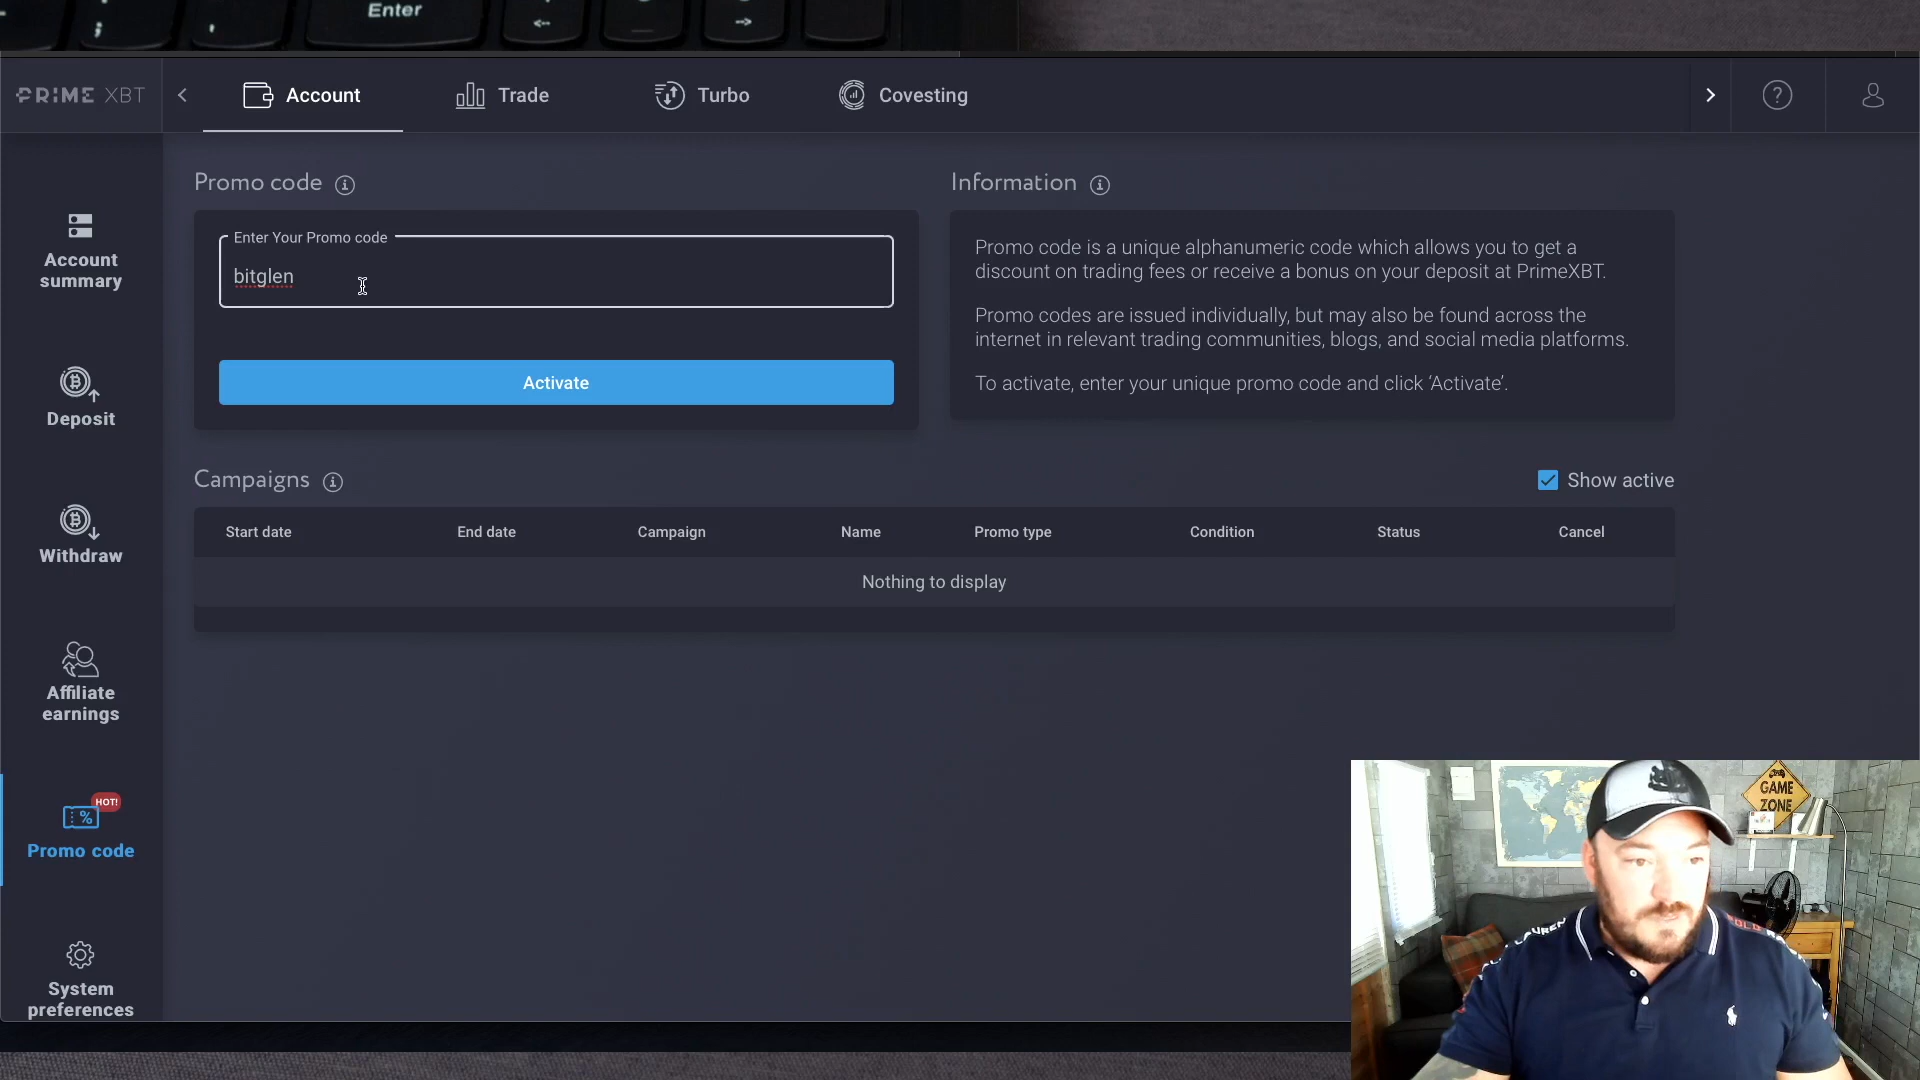 Enter
;
,
PRIME XBT
Account
Trade
Turbo
Covesting
Promo code
Information
Enter Your Promo code
bitglen
Activate
Promo code is a unique alphanumeric code which allows you to get a
discount on trading fees or receive a bonus on your deposit at PrimeXBT.
Promo codes are issued individually, but may also be found across the
internet in relevant trading communities, blogs, and social media platforms.
To activate, enter your unique promo code and click ‘Activate’.
Account
summary
Deposit
Withdraw
Affiliate
earnings
HOT!
Promo code
System
preferences
Campaigns
Show active
Start date
End date
Campaign
Name
Promo type
Condition
Status
Cancel
Nothing to display
GAME
ZONE